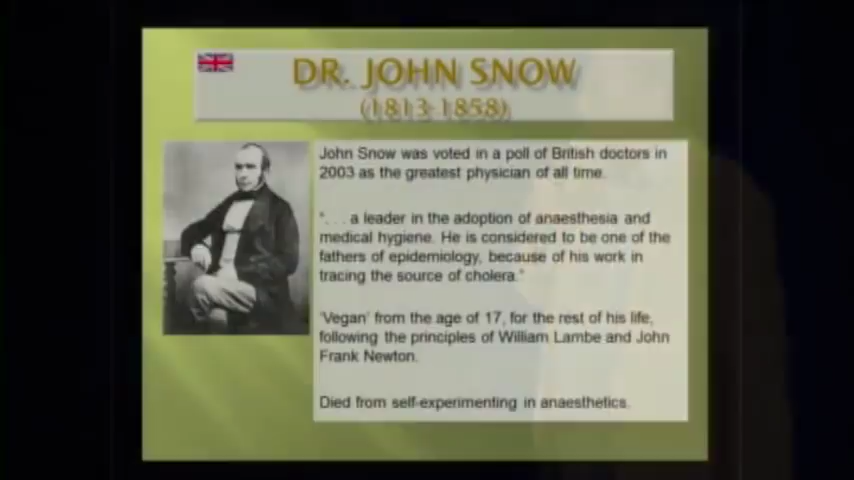 DR. JOHN SNOW
(1813-1858)
John Snow was voted in a poll of British doctors in
2003 as the greatest physician of all time.
". . . a leader in the adoption of anaesthesia and
medical hygiene. He is considered to be one of the
fathers of epidemiology, because of his work in
tracing the source of cholera."
'Vegan' from the age of 17, for the rest of his life,
following the principles of William Lambe and John
Frank Newton.
Died from self-experimenting in anaesthetics.